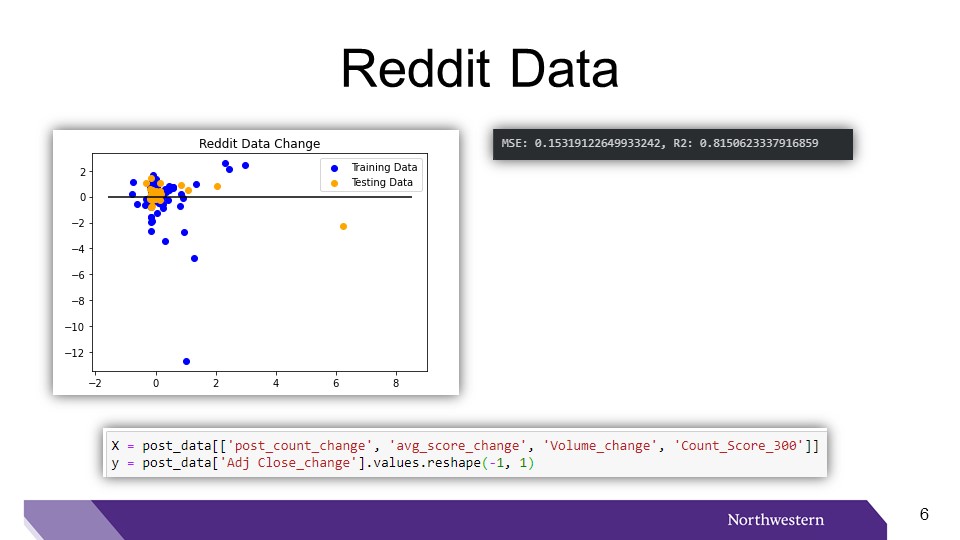 Reddit Data
Reddit Data Change
Training Data
Testing Data
2
0
−2
−4
−6
−8
−10
−12
−2 0 2 4 6 8
MSE: 0.15319122649933242, R2: 0.8150623337916859
X = post_data[['post_count_change', 'avg_score_change', 'Volume_change', 'Count_Score_300']]
y = post_data['Adj Close_change'].values.reshape(-1, 1)
Northwestern
6